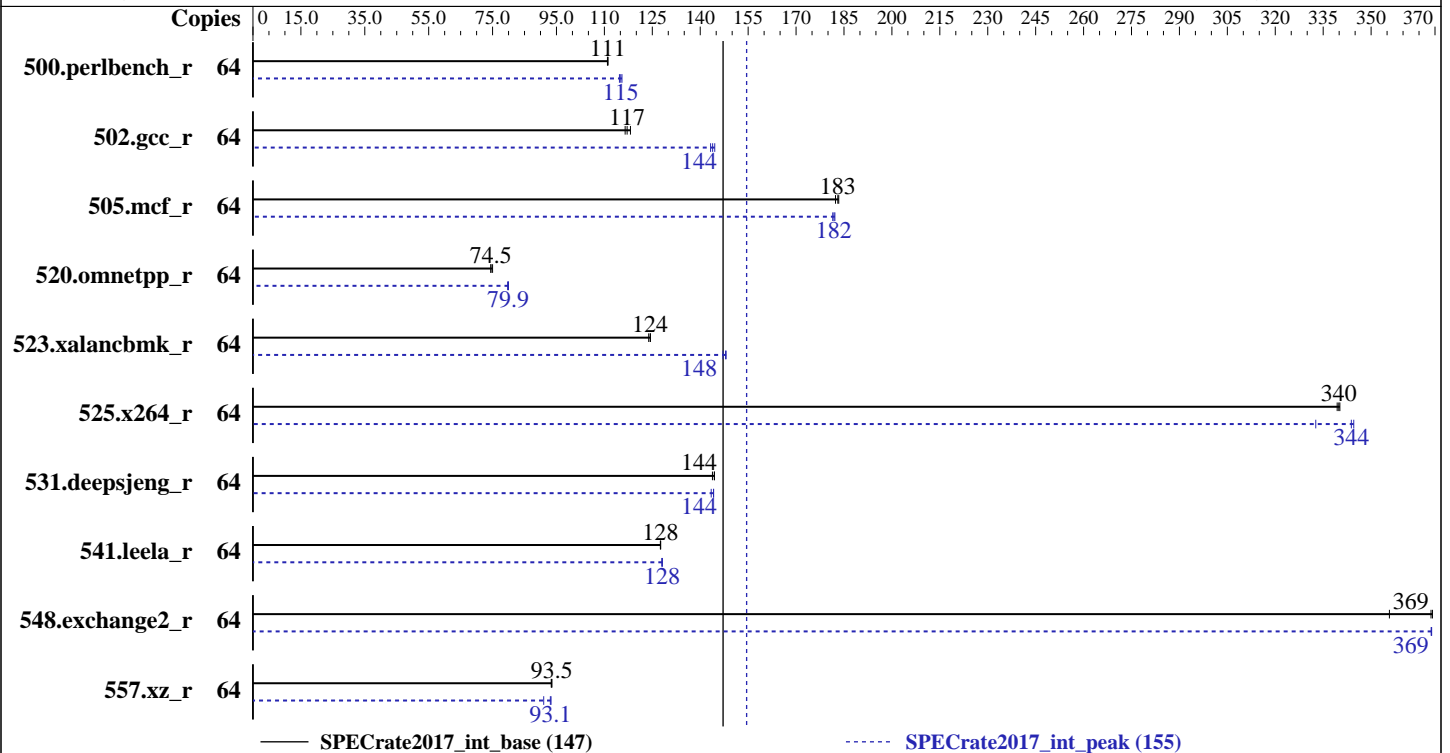 Copies 0 15.0 35.0 55.0 75.0 95.0 110 125 140 155 170 185 200 215 230 245 260 275 290 305 320 335 350 370
111
500.perlbench_r 64
115
117
502.gcc_r 64
144
183
505.mcf_r 64
182
74.5
520.omnetpp_r 64
79.9
124
523.xalancbmk_r 64
148
340
525.x264_r 64
344
144
531.deepsjeng_r 64
144
128
541.leela_r 64
128
369
548.exchange2_r 64
369
93.5
557.xz_r 64
93.1
SPECrate2017_int_base (147) SPECrate2017_int_peak (155)